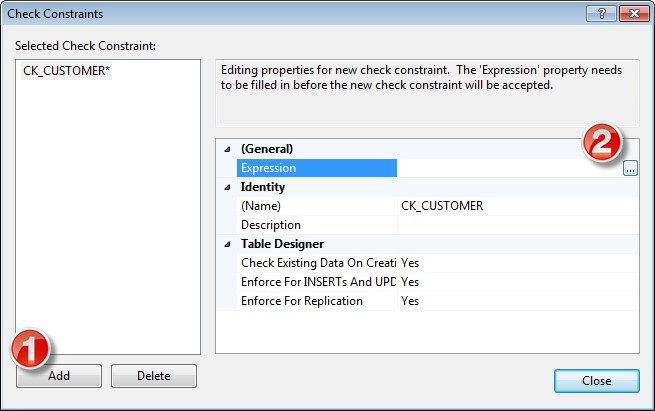 Check Constraints
?
Selected Check Constraint:
CK_CUSTOMER*
Editing properties for new check constraint.  The 'Expression' property needs
to be filled in before the new check constraint will be accepted.
2
(General)
Expression
...
Identity
(Name) CK_CUSTOMER
Description
Table Designer
Check Existing Data On Creati Yes
Enforce For INSERTs And UPD Yes
Enforce For Replication Yes
1
Add Delete
Close